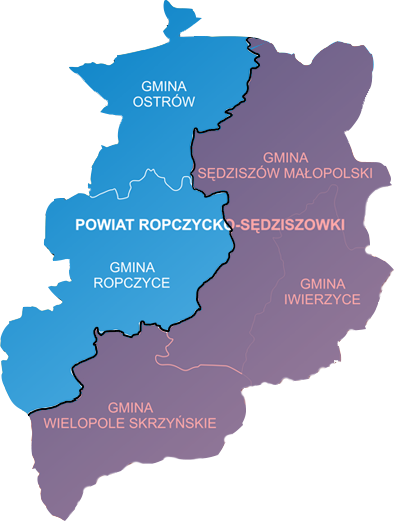 GMINA
OSTRÓW
GMINA
SĘDZISZÓW MAŁOPOLSKI
POWIAT ROPCZYCKO-SĘDZISZOWKI
GMINA
ROPCZYCE
GMINA
IWIERZYCE
GMINA
WIELOPOLE SKRZYŃSKIE